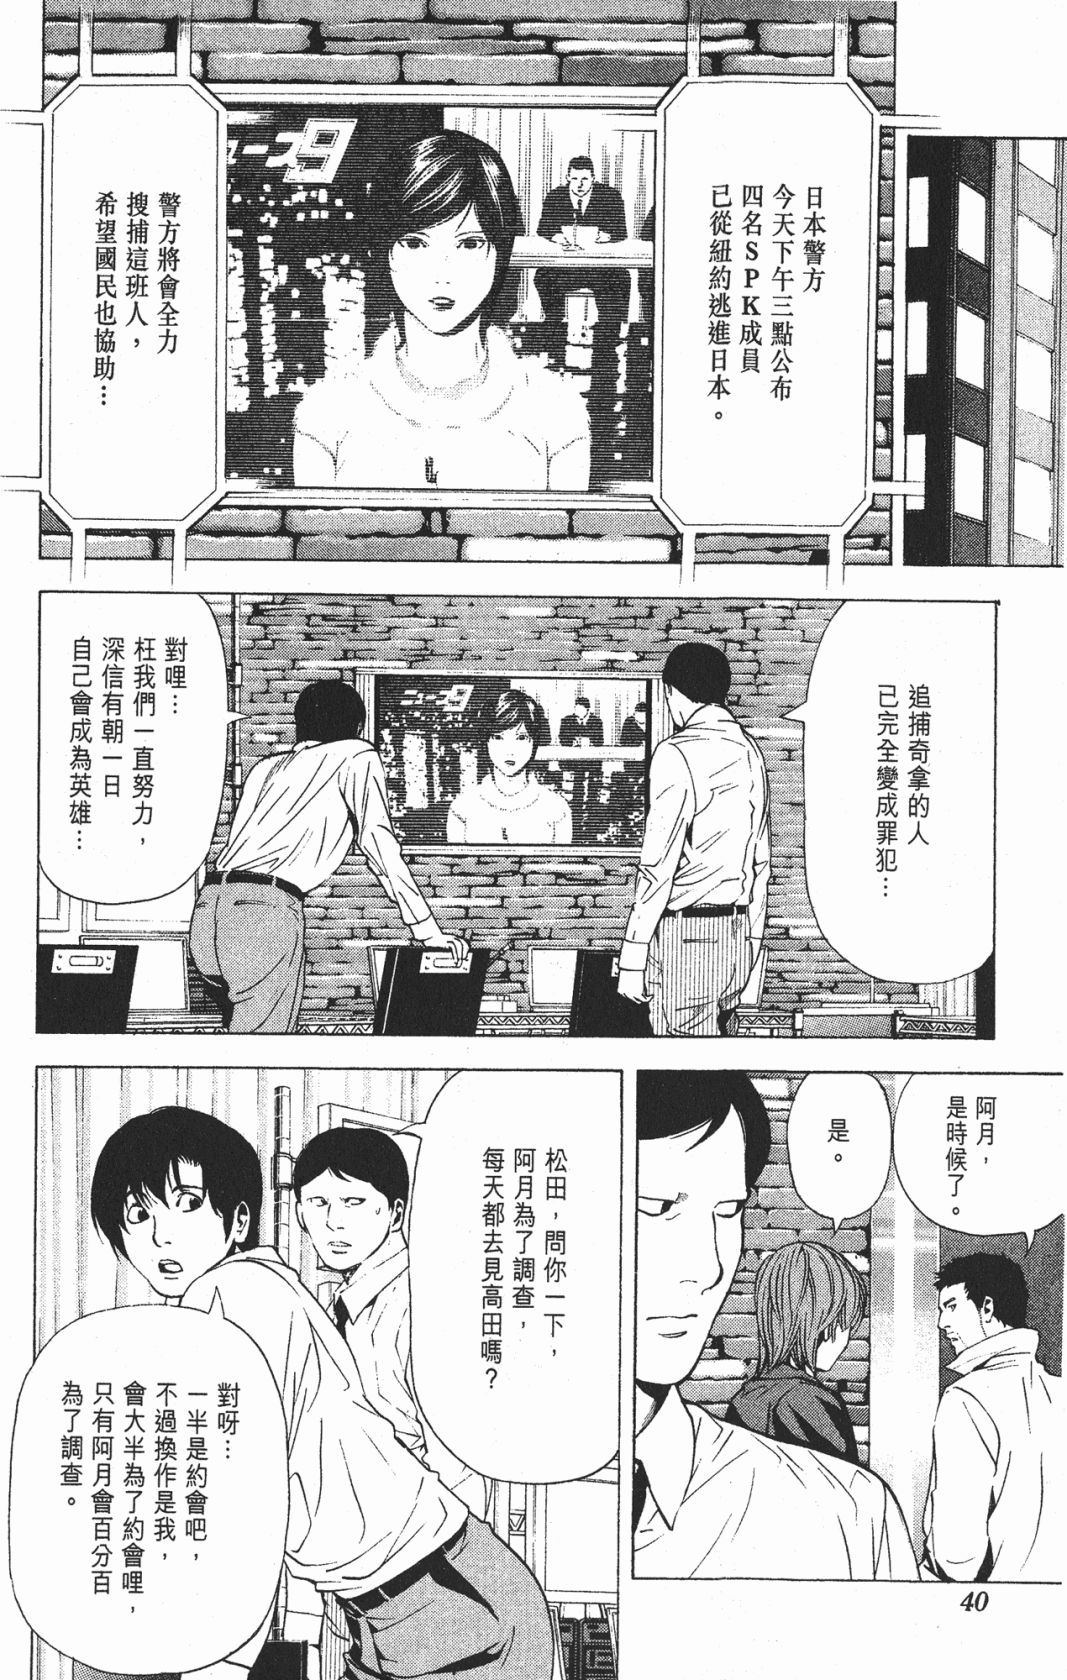 日本警方
今天下午三點公布
四名SPK成員
已從紐約逃進日本。
ニュース9
警方將會全力
搜捕這班人，
希望國民也協助…
追捕奇拿的人
已完全變成罪犯…
對哩…
枉我們一直努力，
深信有朝一日
自己會成為英雄…
阿月，
是時候了。
是。
松田，問你一下，
阿月為了調查，
每天都去見高田嗎？
對呀…
一半是約會吧，
不過換作是我，
會大半為了約會哩，
只有阿月會百分百
為了調查。
40